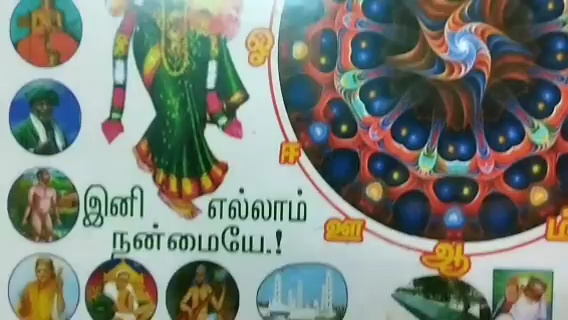 ஓ
ஈ
இனி எல்லாம்
ஊ ஆ ம்
நன்மையே.!